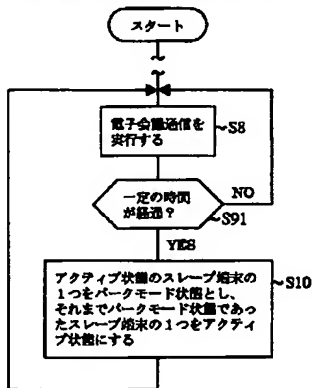 スタート
電子会議通信を
実行する
~S8
一定の時間
が経過?
NO
~S91
YES
アクティブ状態のスレーブ端末の
1つをパークモード状態とし、
それまでパークモード状態であっ
たスレーブ端末の1つをアクティ
ブ状態にする
~S10